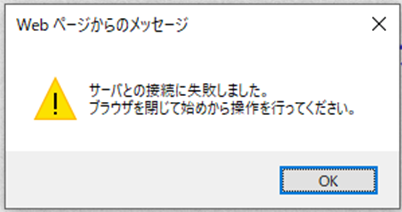 Web ページからのメッセージ
サーバとの接続に失敗しました。
ブラウザを閉じて始めから操作を行ってください。
OK